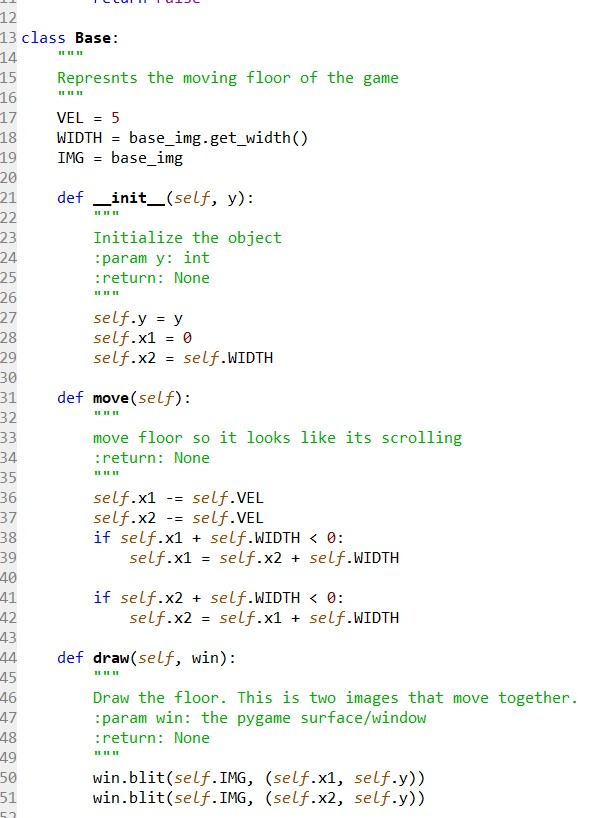 11 return False
12
13 class Base:
14     """
15     Represnts the moving floor of the game
16     """
17     VEL = 5
18     WIDTH = base_img.get_width()
19     IMG = base_img
20
21     def __init__(self, y):
22         """
23         Initialize the object
24         :param y: int
25         :return: None
26         """
27         self.y = y
28         self.x1 = 0
29         self.x2 = self.WIDTH
30
31     def move(self):
32         """
33         move floor so it looks like its scrolling
34         :return: None
35         """
36         self.x1 -= self.VEL
37         self.x2 -= self.VEL
38         if self.x1 + self.WIDTH < 0:
39             self.x1 = self.x2 + self.WIDTH
40
41         if self.x2 + self.WIDTH < 0:
42             self.x2 = self.x1 + self.WIDTH
43
44     def draw(self, win):
45         """
46         Draw the floor. This is two images that move together.
47         :param win: the pygame surface/window
48         :return: None
49         """
50         win.blit(self.IMG, (self.x1, self.y))
51         win.blit(self.IMG, (self.x2, self.y))
52